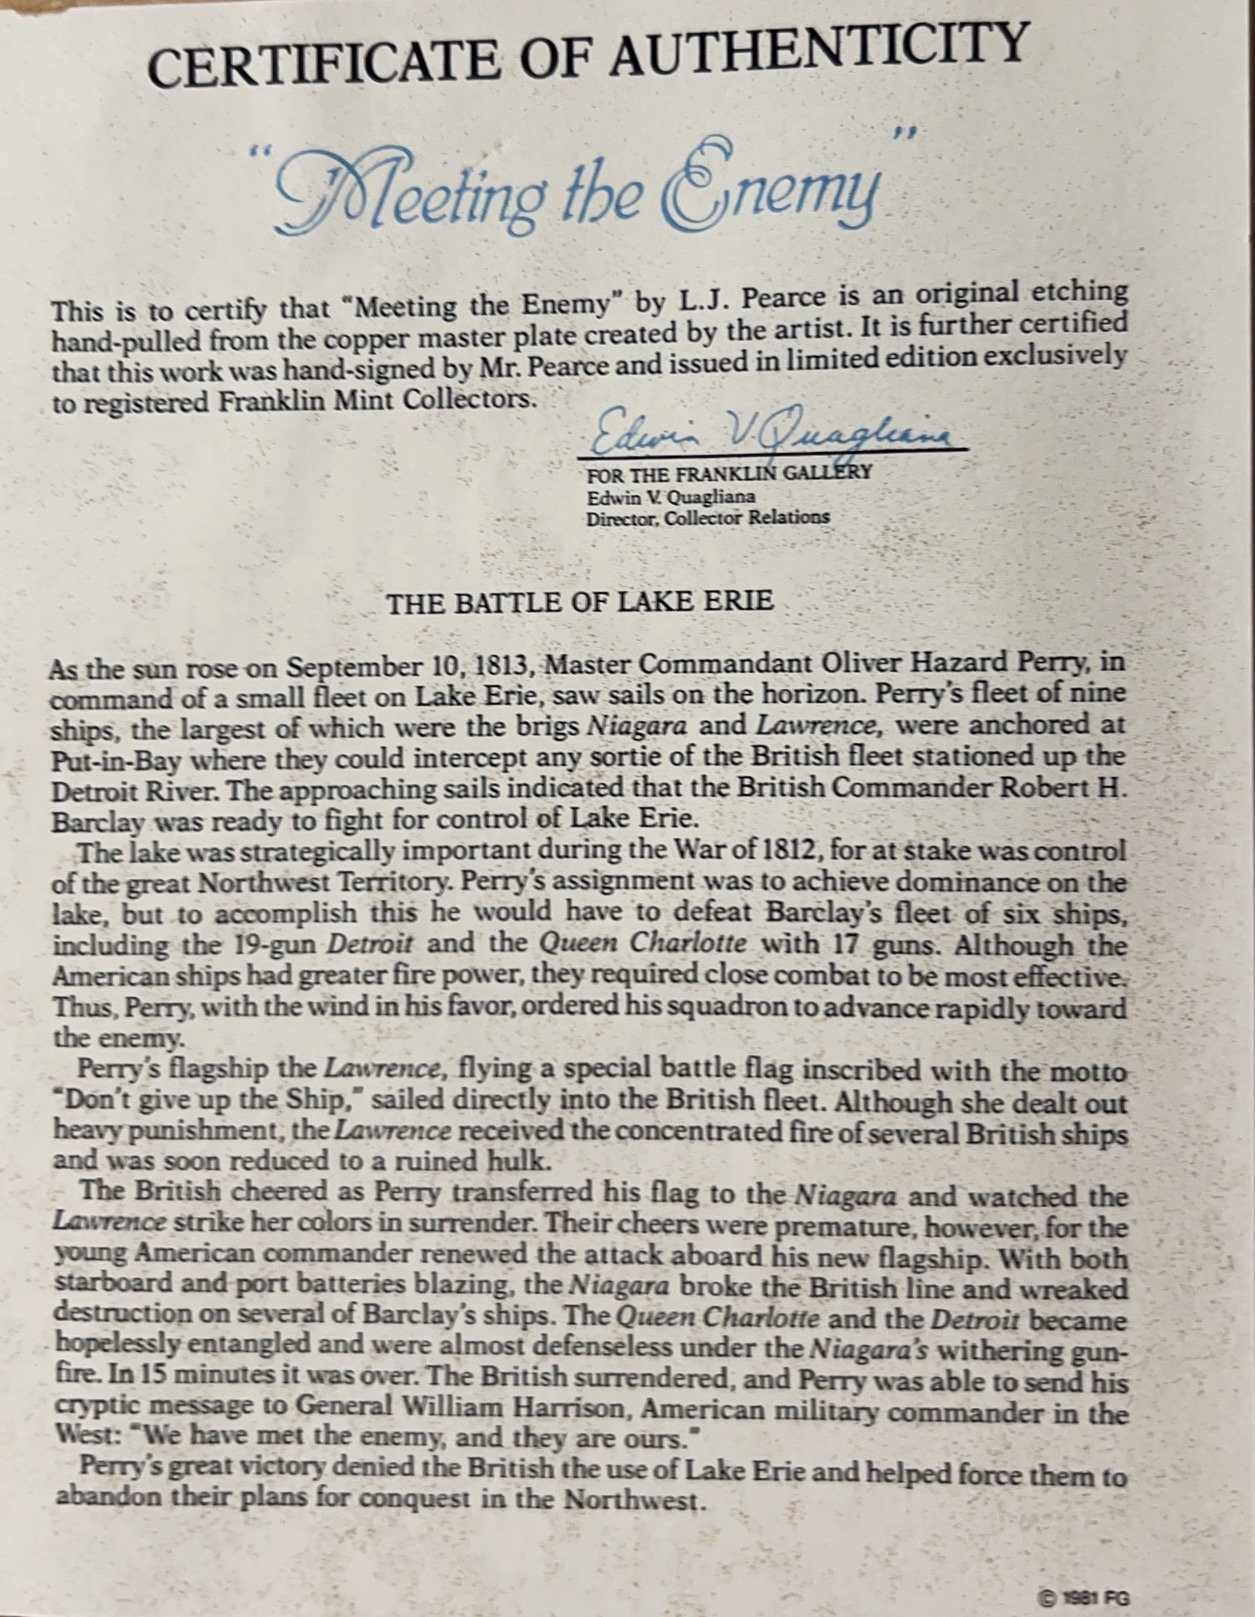 CERTIFICATE OF AUTHENTICITY
“Meeting the Enemy”
This is to certify that “Meeting the Enemy” by L.J. Pearce is an original etching
hand-pulled from the copper master plate created by the artist. It is further certified
that this work was hand-signed by Mr. Pearce and issued in limited edition exclusively
to registered Franklin Mint Collectors.
Edwin V. Quagliana
FOR THE FRANKLIN GALLERY
Edwin V. Quagliana
Director, Collector Relations
THE BATTLE OF LAKE ERIE
As the sun rose on September 10, 1813, Master Commandant Oliver Hazard Perry, in
command of a small fleet on Lake Erie, saw sails on the horizon. Perry’s fleet of nine
ships, the largest of which were the brigs Niagara and Lawrence, were anchored at
Put-in-Bay where they could intercept any sortie of the British fleet stationed up the
Detroit River. The approaching sails indicated that the British Commander Robert H.
Barclay was ready to fight for control of Lake Erie.
The lake was strategically important during the War of 1812, for at stake was control
of the great Northwest Territory. Perry’s assignment was to achieve dominance on the
lake, but to accomplish this he would have to defeat Barclay’s fleet of six ships,
including the 19-gun Detroit and the Queen Charlotte with 17 guns. Although the
American ships had greater fire power, they required close combat to be most effective.
Thus, Perry, with the wind in his favor, ordered his squadron to advance rapidly toward
the enemy.
Perry’s flagship the Lawrence, flying a special battle flag inscribed with the motto
“Don’t give up the Ship,” sailed directly into the British fleet. Although she dealt out
heavy punishment, the Lawrence received the concentrated fire of several British ships
and was soon reduced to a ruined hulk.
The British cheered as Perry transferred his flag to the Niagara and watched the
Lawrence strike her colors in surrender. Their cheers were premature, however, for the
young American commander renewed the attack aboard his new flagship. With both
starboard and port batteries blazing, the Niagara broke the British line and wreaked
destruction on several of Barclay’s ships. The Queen Charlotte and the Detroit became
hopelessly entangled and were almost defenseless under the Niagara’s withering gun-
fire. In 15 minutes it was over. The British surrendered, and Perry was able to send his
cryptic message to General William Harrison, American military commander in the
West: “We have met the enemy, and they are ours.”
Perry’s great victory denied the British the use of Lake Erie and helped force them to
abandon their plans for conquest in the Northwest.
© 1981 FG